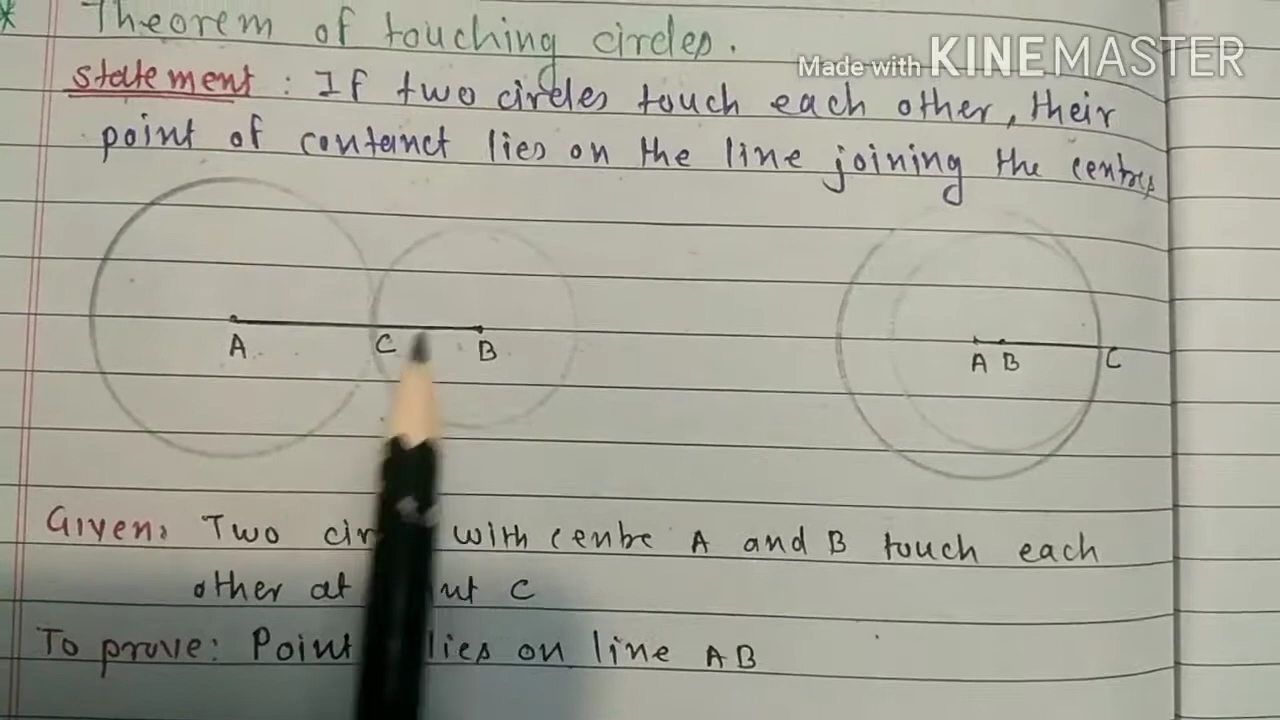 * Theorem of touching circles.
Made with KINEMASTER
Statement : If two circles touch each other, their
point of contanct lies on the line joining the centres
A C B
A B C
Given: Two cir with centre A and B touch each
other at C
To prove: Point lies on line AB